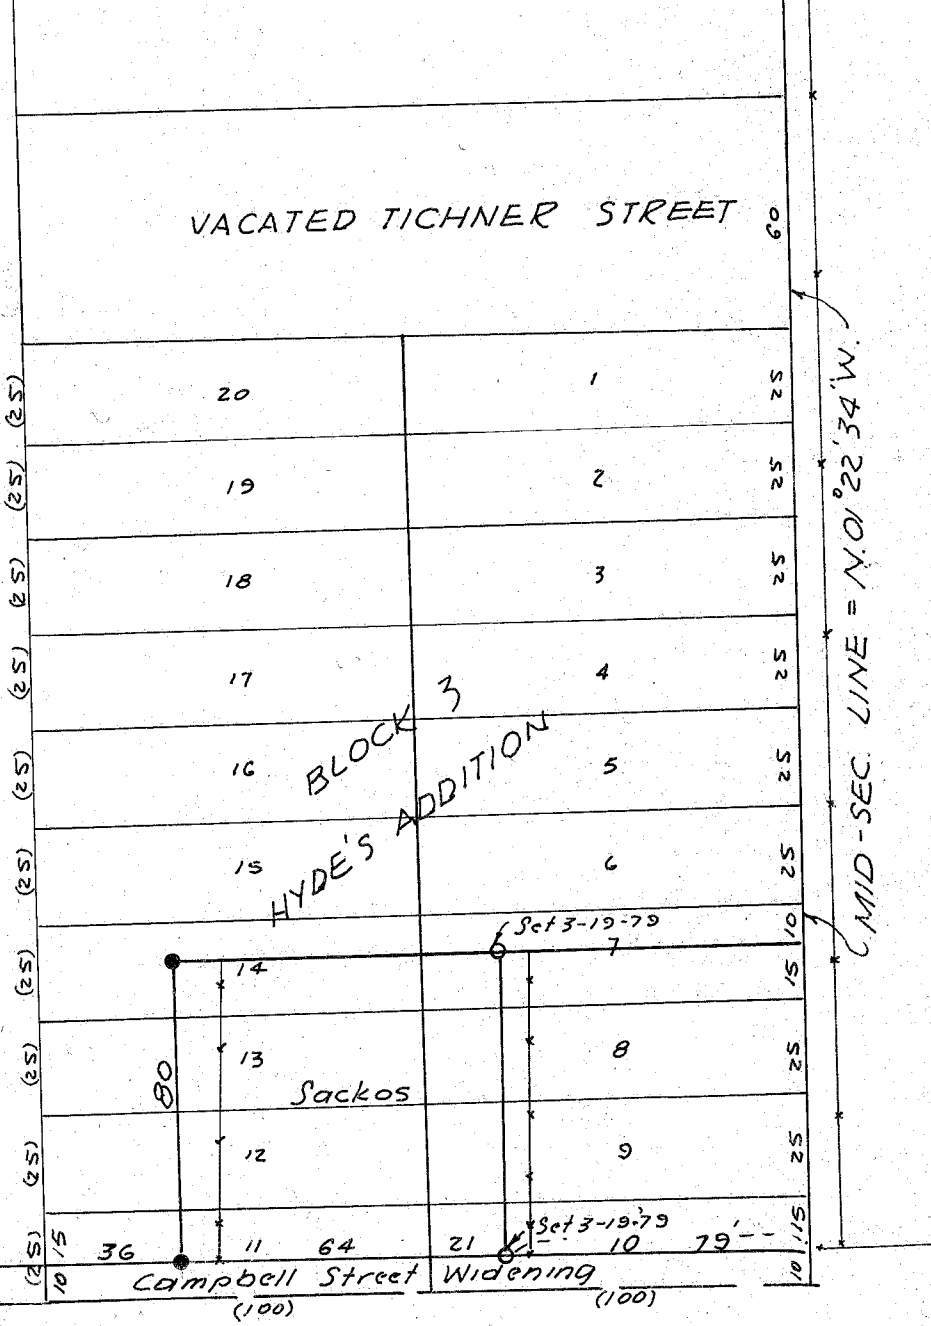 VACATED TICHNER STREET 60
(25) 20 1 25
(25) 19 2 25
(25) 18 3 25
(25) 17 4 25
(25) 16 5 25
(25) 15 6 25
BLOCK 3
HYDE'S ADDITION
MID-SEC. LINE = N.01°22'34"W.
Set 3-19-79
10
(25) 14 7 15
(25) 13 8 25
80
Sackos
(25) 12 9 25
Set 3-19-79
(25) 15 36 11 64 21 10 79' 15
10 Campbell Street Widening 10
(100) (100)